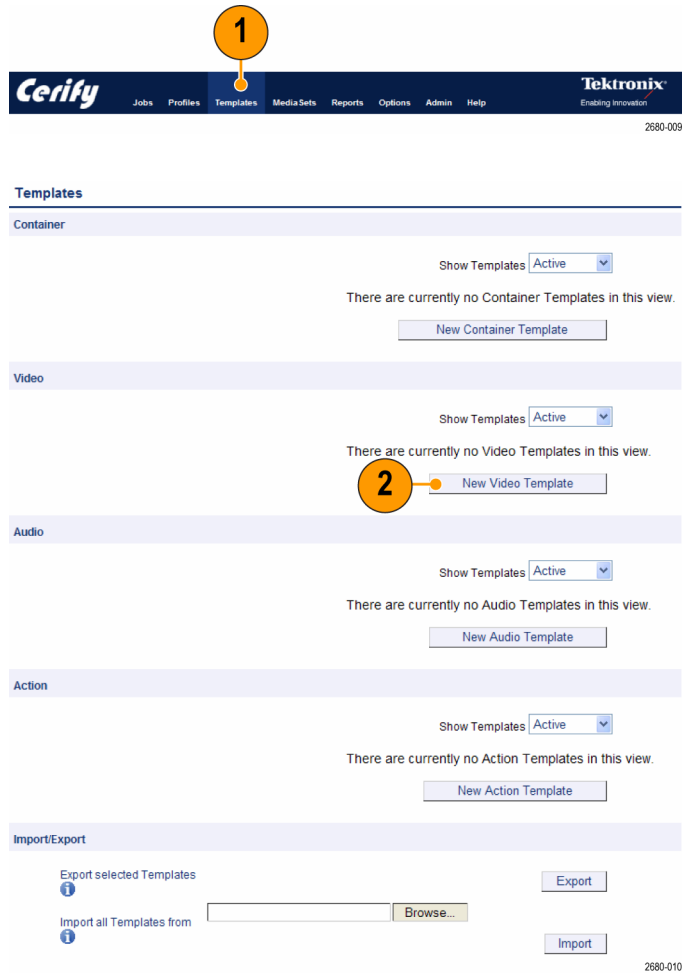 1
Cerify
Jobs Profiles Templates MediaSets Reports Options Admin Help
Tektronix
Enabling Innovation
2680-009
Templates
Container
Show Templates Active
There are currently no Container Templates in this view.
New Container Template
Video
Show Templates Active
There are currently no Video Templates in this view.
2
New Video Template
Audio
Show Templates Active
There are currently no Audio Templates in this view.
New Audio Template
Action
Show Templates Active
There are currently no Action Templates in this view.
New Action Template
Import/Export
Export selected Templates
Export
Import all Templates from
Browse...
Import
2680-010